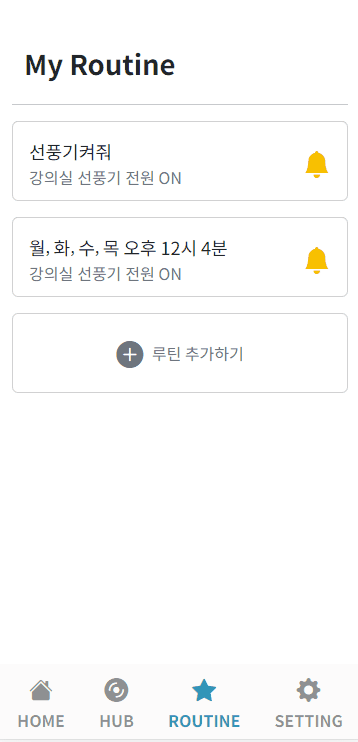 My Routine
선풍기켜줘
강의실 선풍기 전원 ON
월, 화, 수, 목 오후 12시 4분
강의실 선풍기 전원 ON
루틴 추가하기
HOME HUB ROUTINE SETTING